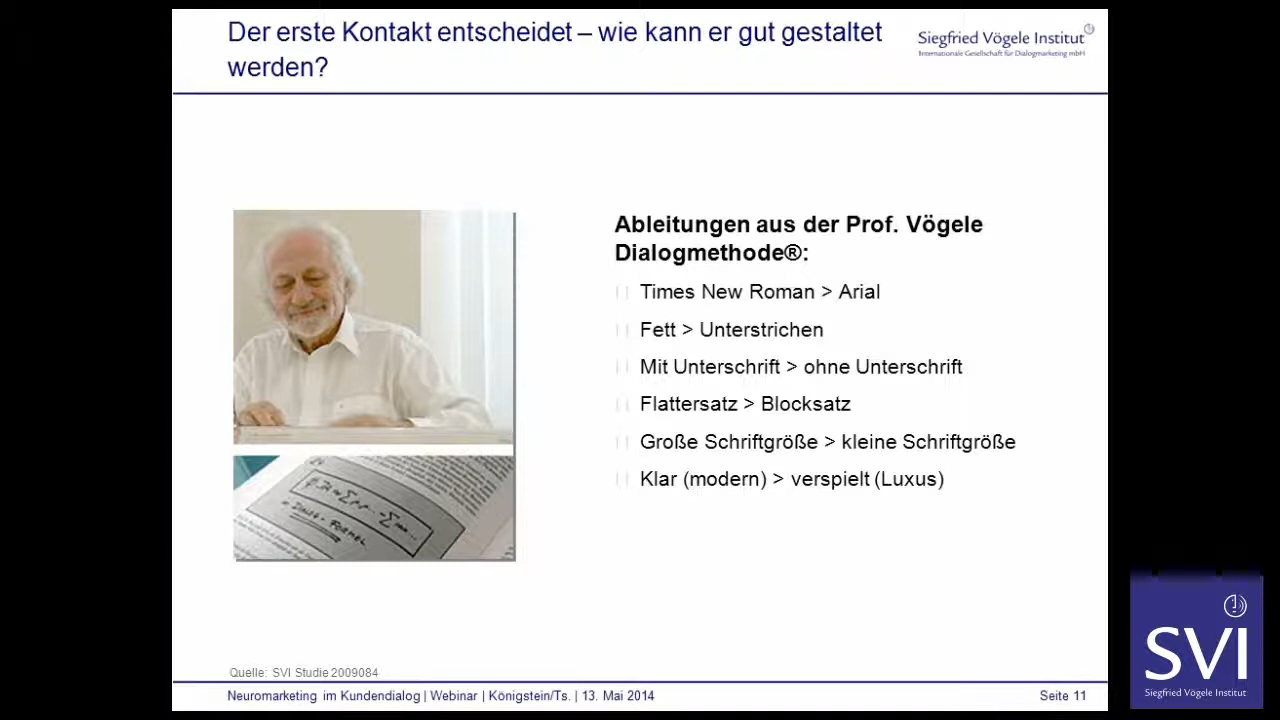 Der erste Kontakt entscheidet – wie kann er gut gestaltet
werden?
Siegfried Vögele Institut
Internationale Gesellschaft für Dialogmarketing mbH
Ableitungen aus der Prof. Vögele
Dialogmethode®:
Times New Roman > Arial
Fett > Unterstrichen
Mit Unterschrift > ohne Unterschrift
Flattersatz > Blocksatz
Große Schriftgröße > kleine Schriftgröße
Klar (modern) > verspielt (Luxus)
Quelle: SVI Studie 2009084
Neuromarketing im Kundendialog | Webinar | Königstein/Ts. | 13. Mai 2014
Seite 11
SVI
Siegfried Vögele Institut